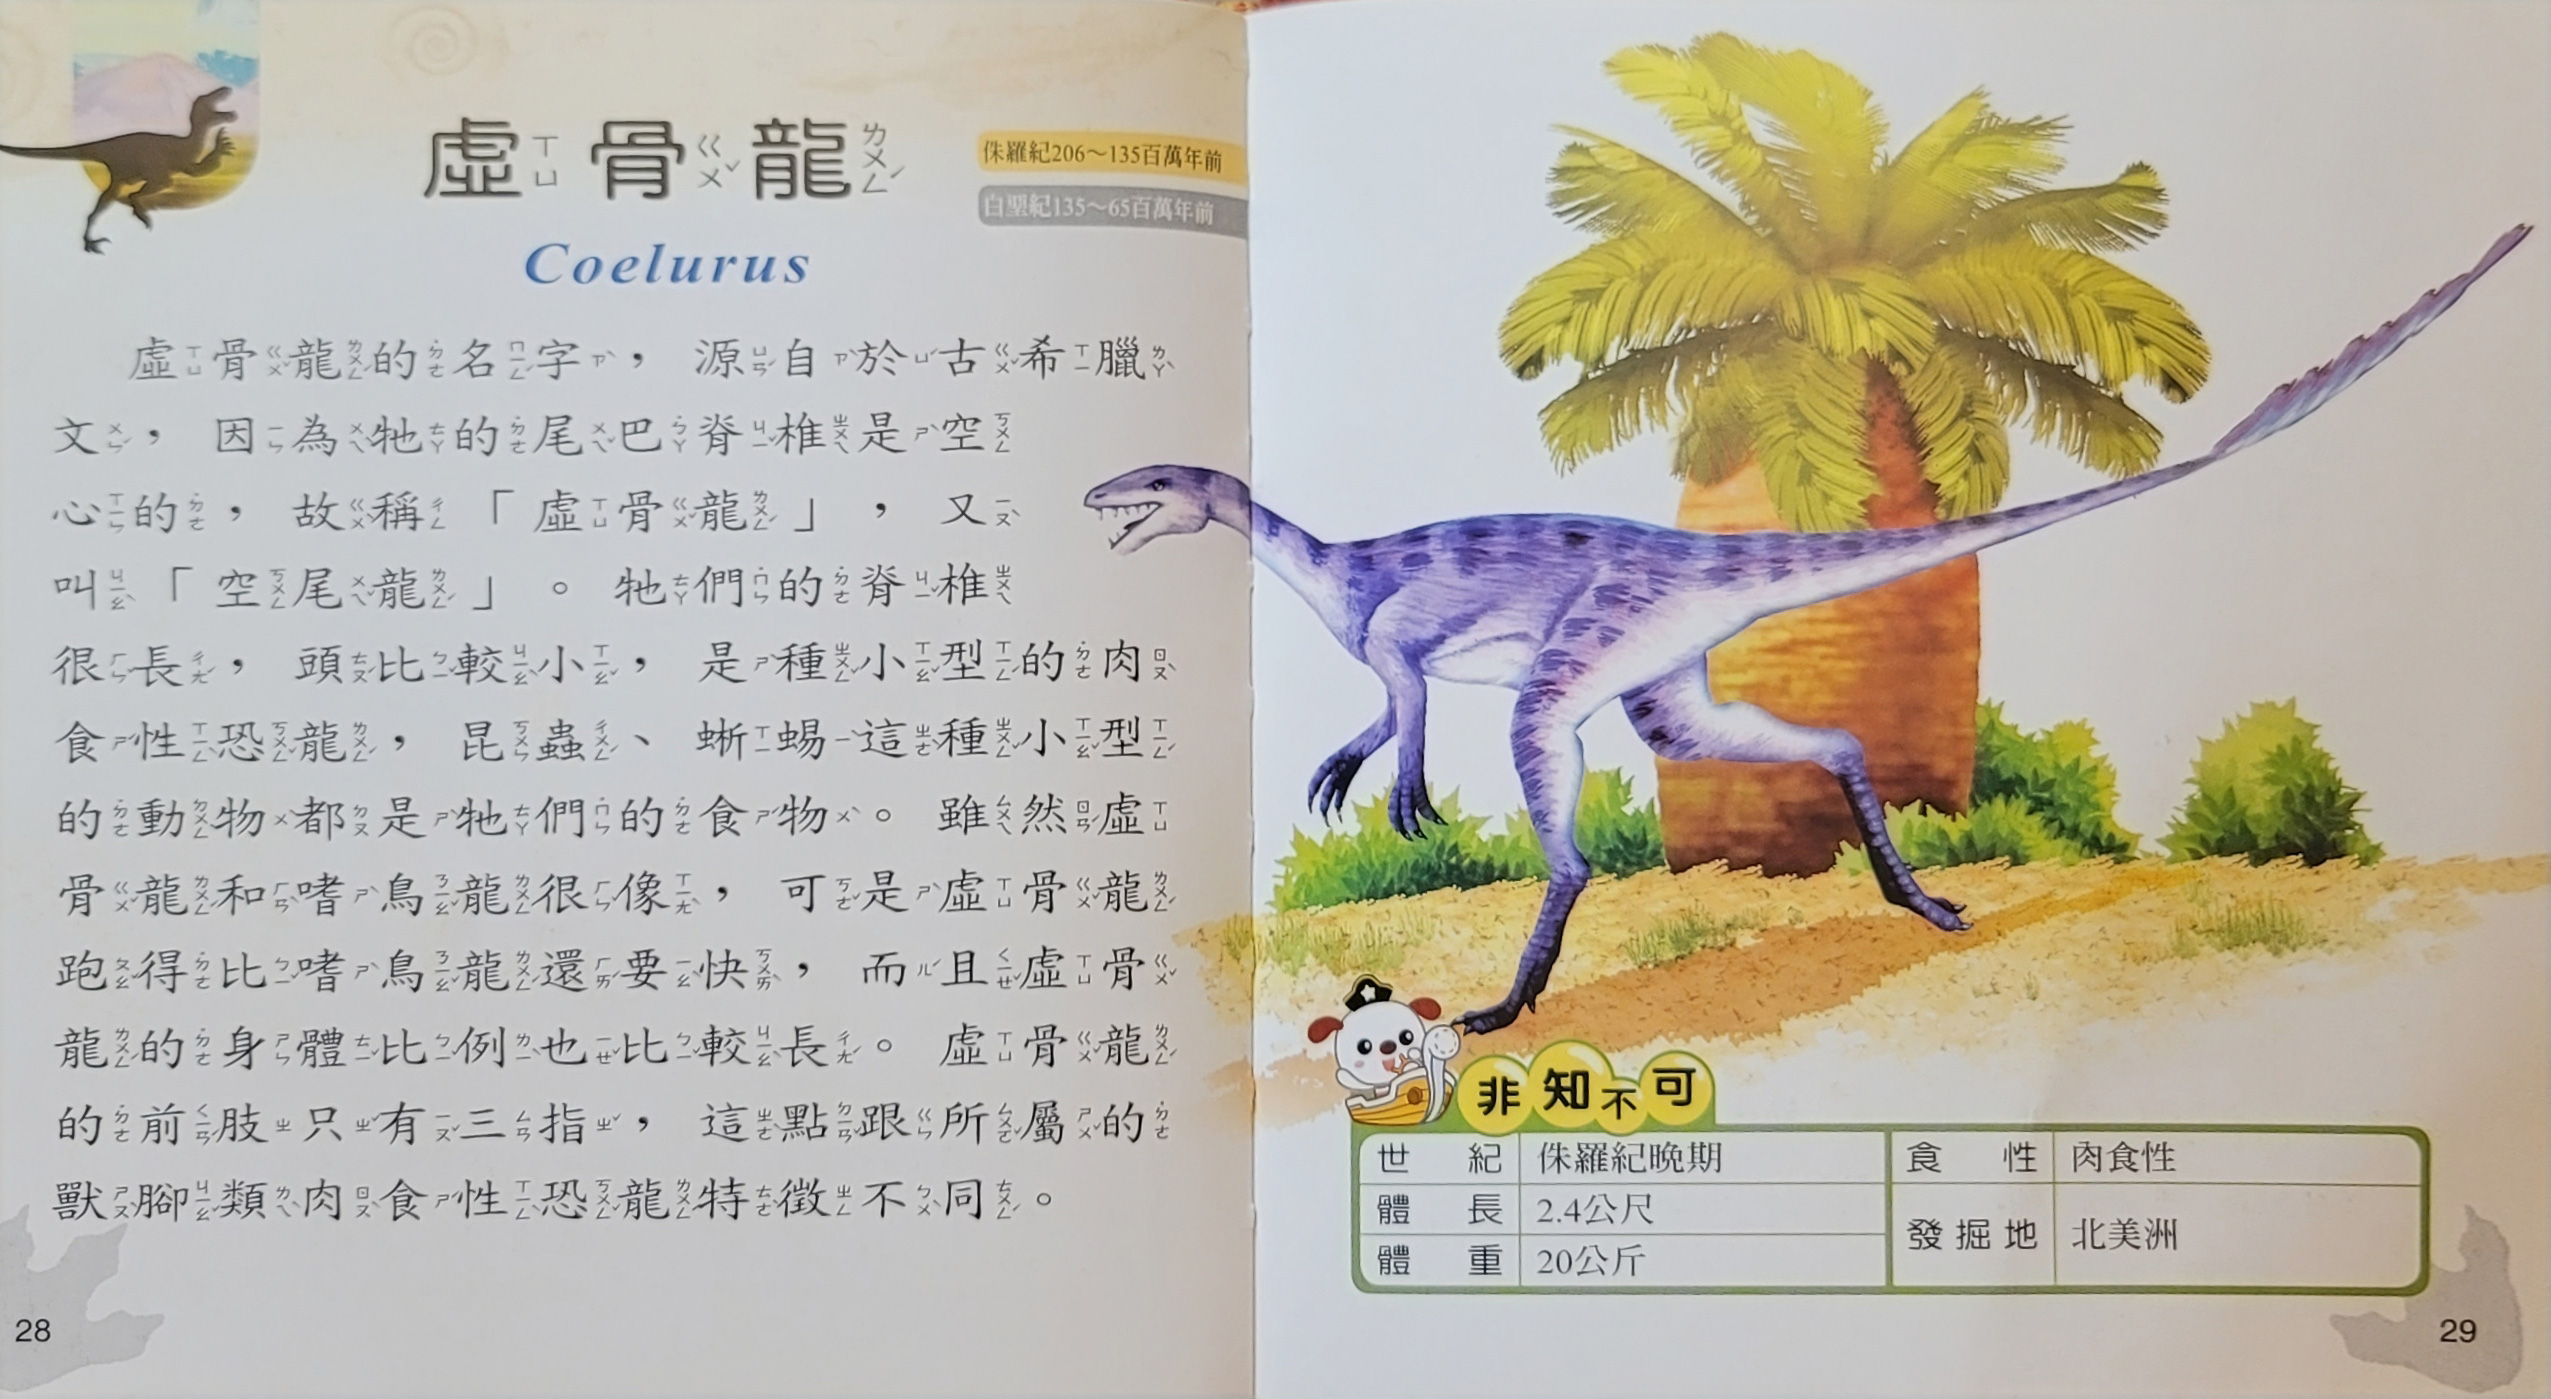 虛骨龍
Coelurus
侏羅紀206～135百萬年前
白堊紀135～65百萬年前
虛骨龍的名字，源自於古希臘
文，因為牠的尾巴脊椎是空
心的，故稱「虛骨龍」，又
叫「空尾龍」。牠們的脊椎
很長，頭比較小，是種小型的肉
食性恐龍，昆蟲、蜥蜴這種小型
的動物都是牠們的食物。雖然虛
骨龍和嗜鳥龍很像，可是虛骨龍
跑得比嗜鳥龍還要快，而且虛骨
龍的身體比例也比較長。虛骨龍
的前肢只有三指，這點跟所屬的
獸腳類肉食性恐龍特徵不同。
28
非知不可
世紀 侏羅紀晚期 食性 肉食性
體長 2.4公尺
發掘地 北美洲
體重 20公斤
29